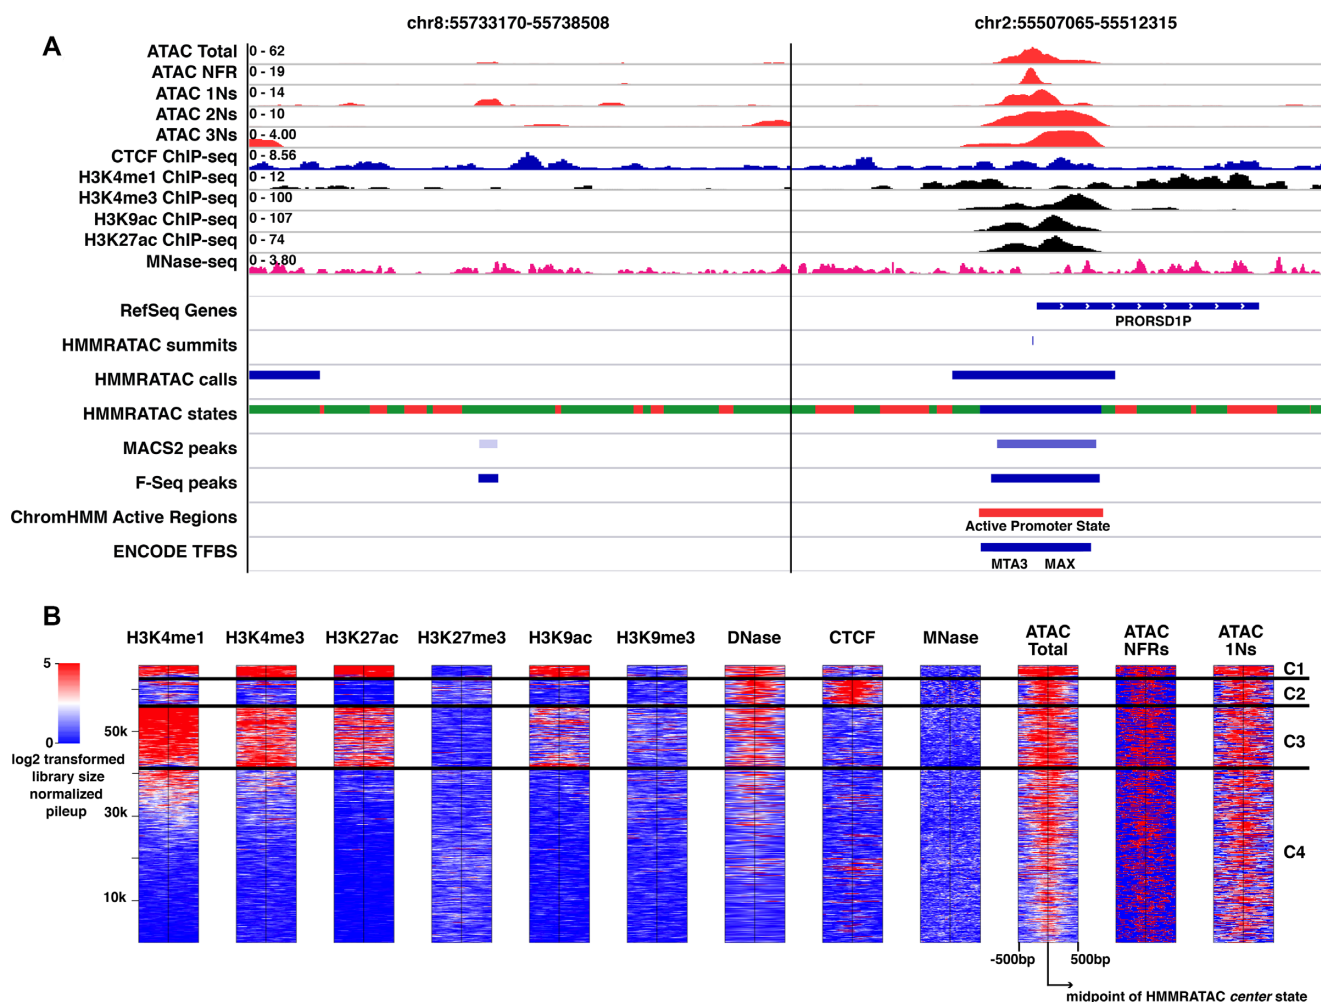 chr8:55733170-55738508
chr2:55507065-55512315
A
ATAC Total 0 - 62
ATAC NFR 0 - 19
ATAC 1Ns 0 - 14
ATAC 2Ns 0 - 10
ATAC 3Ns 0 - 4.00
CTCF ChIP-seq 0 - 8.56
H3K4me1 ChIP-seq 0 - 12
H3K4me3 ChIP-seq 0 - 100
H3K9ac ChIP-seq 0 - 107
H3K27ac ChIP-seq 0 - 74
MNase-seq 0 - 3.80
RefSeq Genes
PRORSD1P
HMMRATAC summits
HMMRATAC calls
HMMRATAC states
MACS2 peaks
F-Seq peaks
ChromHMM Active Regions
Active Promoter State
ENCODE TFBS
MTA3 MAX
B
H3K4me1
H3K4me3
H3K27ac
H3K27me3
H3K9ac
H3K9me3
DNase
CTCF
MNase
ATAC
Total
ATAC
NFRs
ATAC
1Ns
5
0
log2 transformed
library size
normalized
pileup
50k
30k
10k
C1
C2
C3
C4
-500bp
500bp
midpoint of HMMRATAC center state